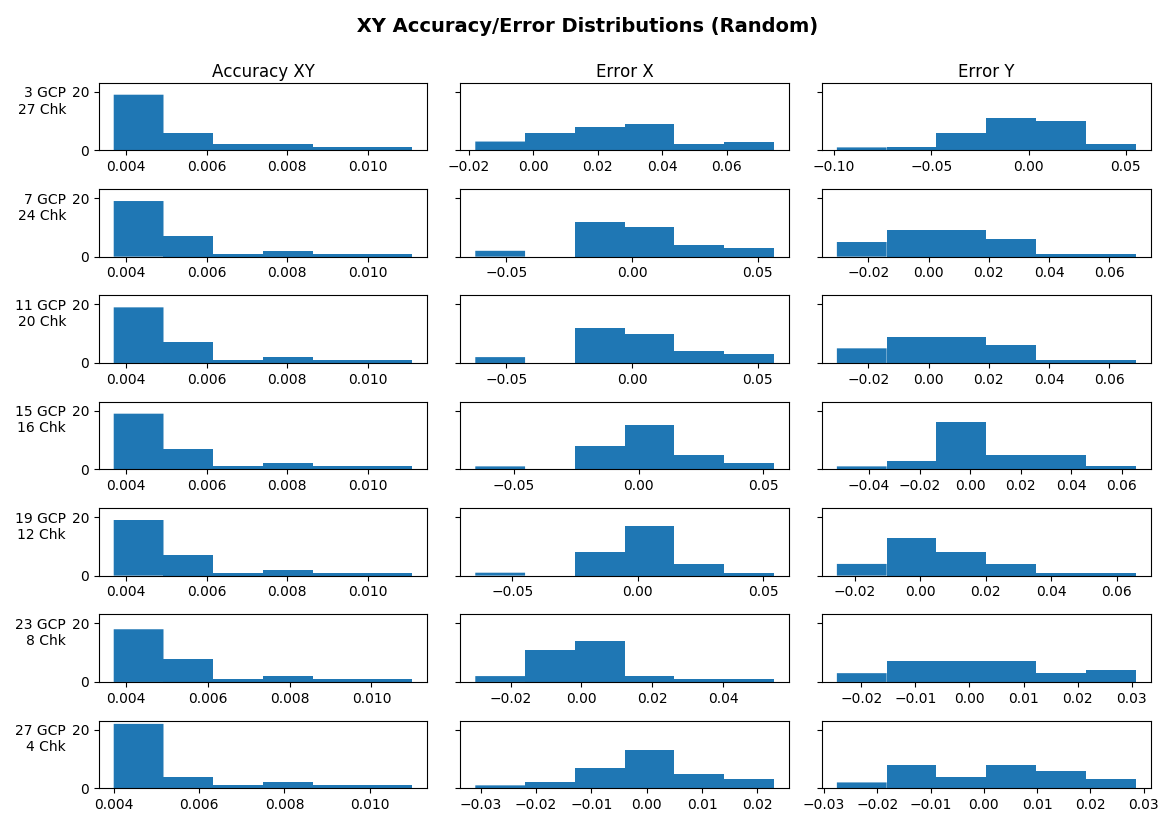 XY Accuracy/Error Distributions (Random)
Accuracy XY Error X Error Y
3 GCP 20
27 Chk
0
0.004 0.006 0.008 0.010 −0.02 0.00 0.02 0.04 0.06 −0.10 −0.05 0.00 0.05
7 GCP 20
24 Chk
0
0.004 0.006 0.008 0.010 −0.05 0.00 0.05 −0.02 0.00 0.02 0.04 0.06
11 GCP 20
20 Chk
0
0.004 0.006 0.008 0.010 −0.05 0.00 0.05 −0.02 0.00 0.02 0.04 0.06
15 GCP 20
16 Chk
0
0.004 0.006 0.008 0.010 −0.05 0.00 0.05 −0.04 −0.02 0.00 0.02 0.04 0.06
19 GCP 20
12 Chk
0
0.004 0.006 0.008 0.010 −0.05 0.00 0.05 −0.02 0.00 0.02 0.04 0.06
23 GCP 20
8 Chk
0
0.004 0.006 0.008 0.010 −0.02 0.00 0.02 0.04 −0.02 −0.01 0.00 0.01 0.02 0.03
27 GCP 20
4 Chk
0
0.004 0.006 0.008 0.010 −0.03 −0.02 −0.01 0.00 0.01 0.02 −0.03 −0.02 −0.01 0.00 0.01 0.02 0.03